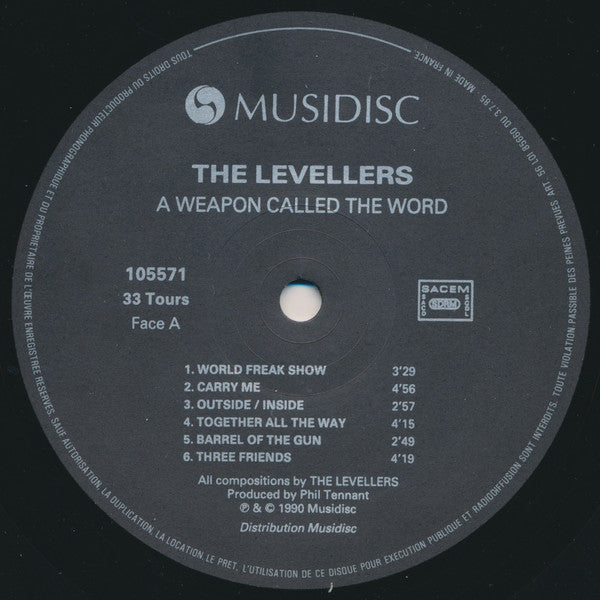 MUSIDISC
THE LEVELLERS
A WEAPON CALLED THE WORD
105571
33 Tours
Face A
SACEM
SACD SDRM SGDL
1. WORLD FREAK SHOW 3'29
2. CARRY ME 4'56
3. OUTSIDE / INSIDE 2'57
4. TOGETHER ALL THE WAY 4'15
5. BARREL OF THE GUN 2'49
6. THREE FRIENDS 4'19
All compositions by THE LEVELLERS
Produced by Phil Tennant
℗ & © 1990 Musidisc
Distribution Musidisc
TOUS DROITS DU PRODUCTEUR PHONOGRAPHIQUE ET DU PROPRIETAIRE DE L'ŒUVRE ENREGISTREE RESERVES. SAUF AUTORISATION, LA DUPLICATION, LA LOCATION, LE PRET, L'UTILISATION DE CE DISQUE POUR EXECUTION PUBLIQUE ET RADIODIFFUSION SONT INTERDITS. TOUTE VIOLATION PASSIBLE DES PEINES PREVUES ART. 56 LOI 85660 DU 3.7.85 MADE IN FRANCE